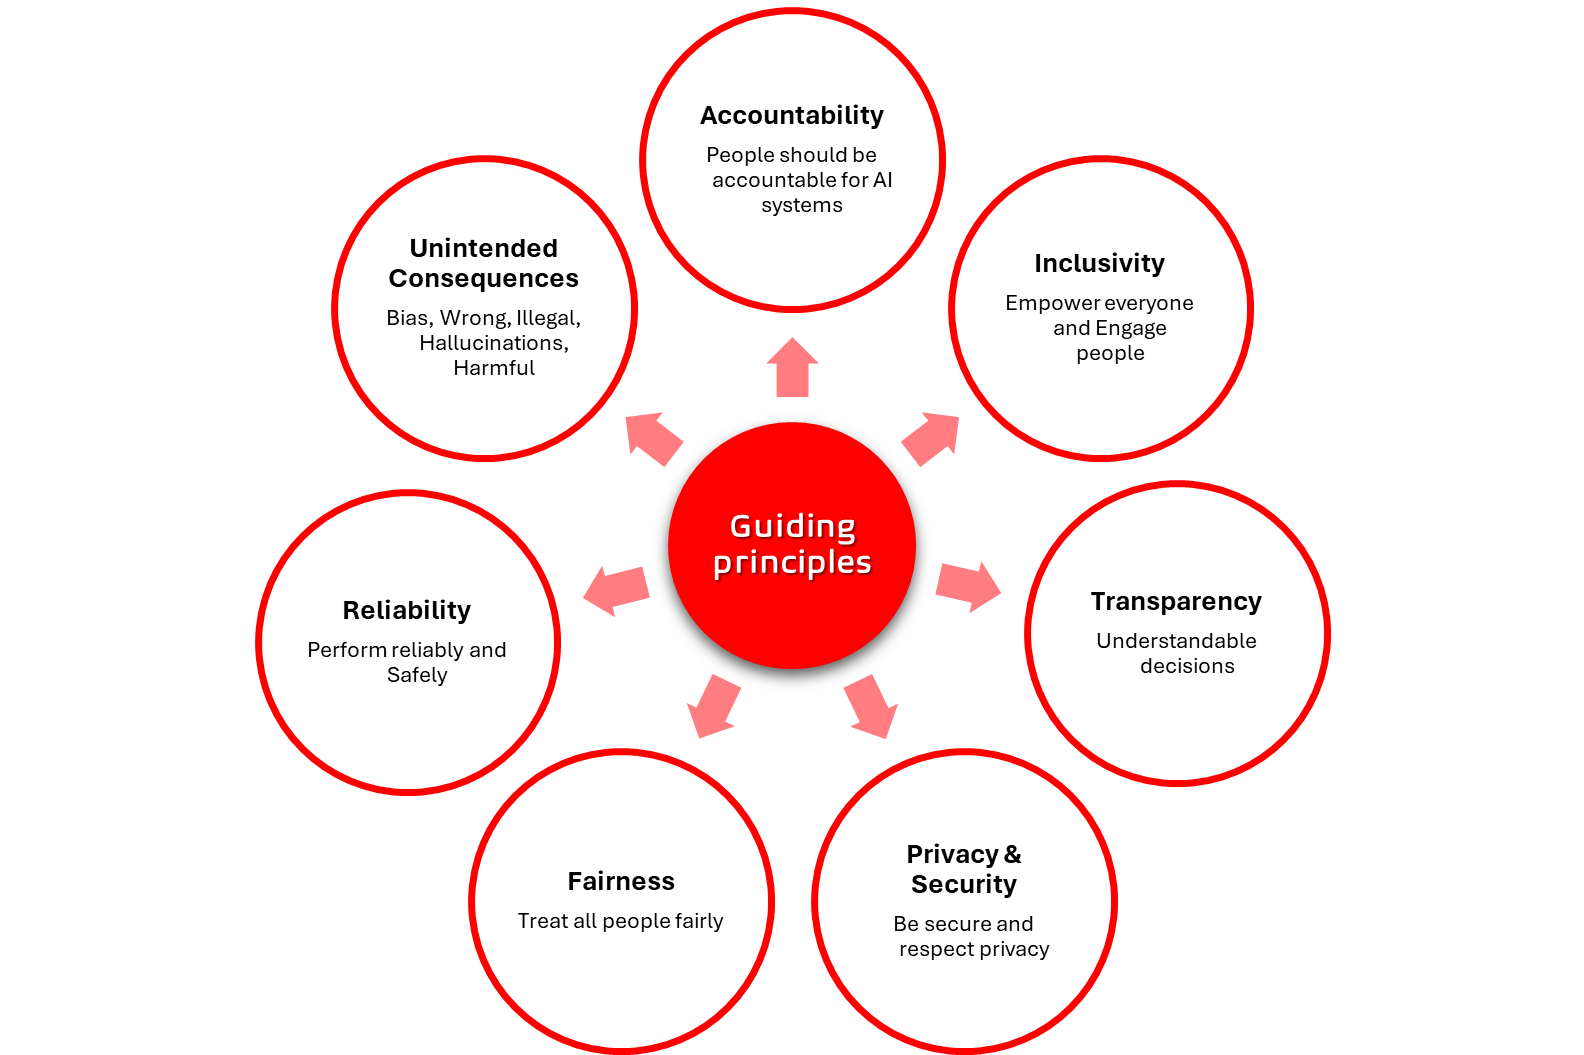 Accountability
People should be
accountable for AI
systems
Inclusivity
Empower everyone
and Engage
people
Transparency
Understandable
decisions
Privacy &
Security
Be secure and
respect privacy
Fairness
Treat all people fairly
Reliability
Perform reliably and
Safely
Unintended
Consequences
Bias, Wrong, Illegal,
Hallucinations,
Harmful
Guiding
principles